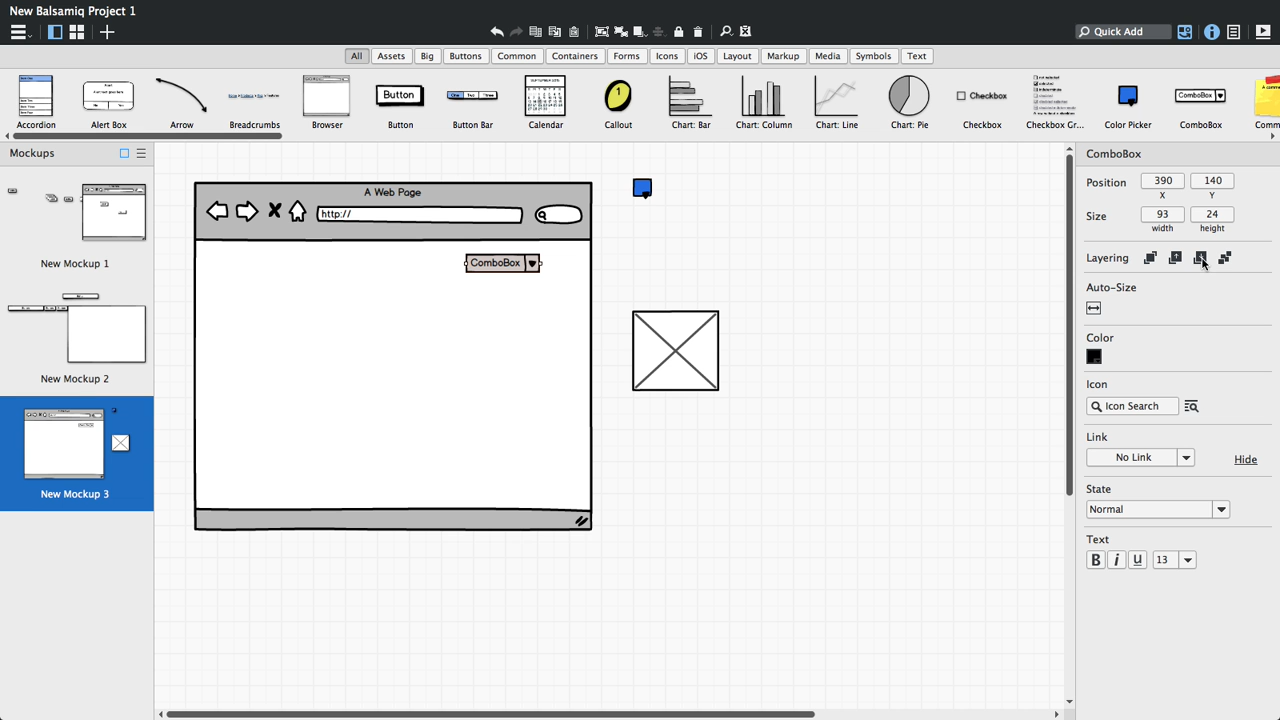 New Balsamiq Project 1
Quick Add
All Assets Big Buttons Common Containers Forms Icons iOS Layout Markup Media Symbols Text
Accordion Alert Box Arrow Breadcrumbs Browser Button Button Bar Calendar Callout Chart: Bar Chart: Column Chart: Line Chart: Pie Checkbox Checkbox Gr... Color Picker ComboBox Comm
Button
One Two Three
1
Checkbox
ComboBox
Mockups
New Mockup 1
New Mockup 2
New Mockup 3
A Web Page
http://
ComboBox
ComboBox
Position 390 140
X Y
Size 93 24
width height
Layering
Auto-Size
Color
Icon
Icon Search
Link
No Link Hide
State
Normal
Text
B i U 13